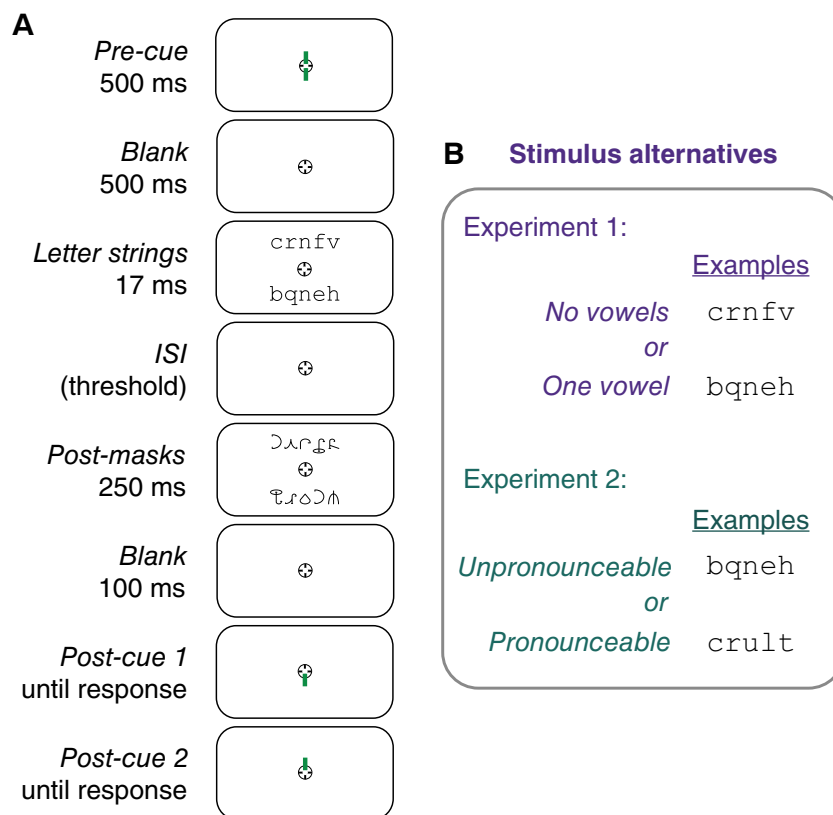 A
Pre-cue
500 ms
Blank
500 ms
Letter strings
17 ms
crnfv
bqneh
ISI
(threshold)
Post-masks
250 ms
Blank
100 ms
Post-cue 1
until response
Post-cue 2
until response
B Stimulus alternatives
Experiment 1:
Examples
No vowels crnfv
or
One vowel bqneh
Experiment 2:
Examples
Unpronounceable bqneh
or
Pronounceable crult